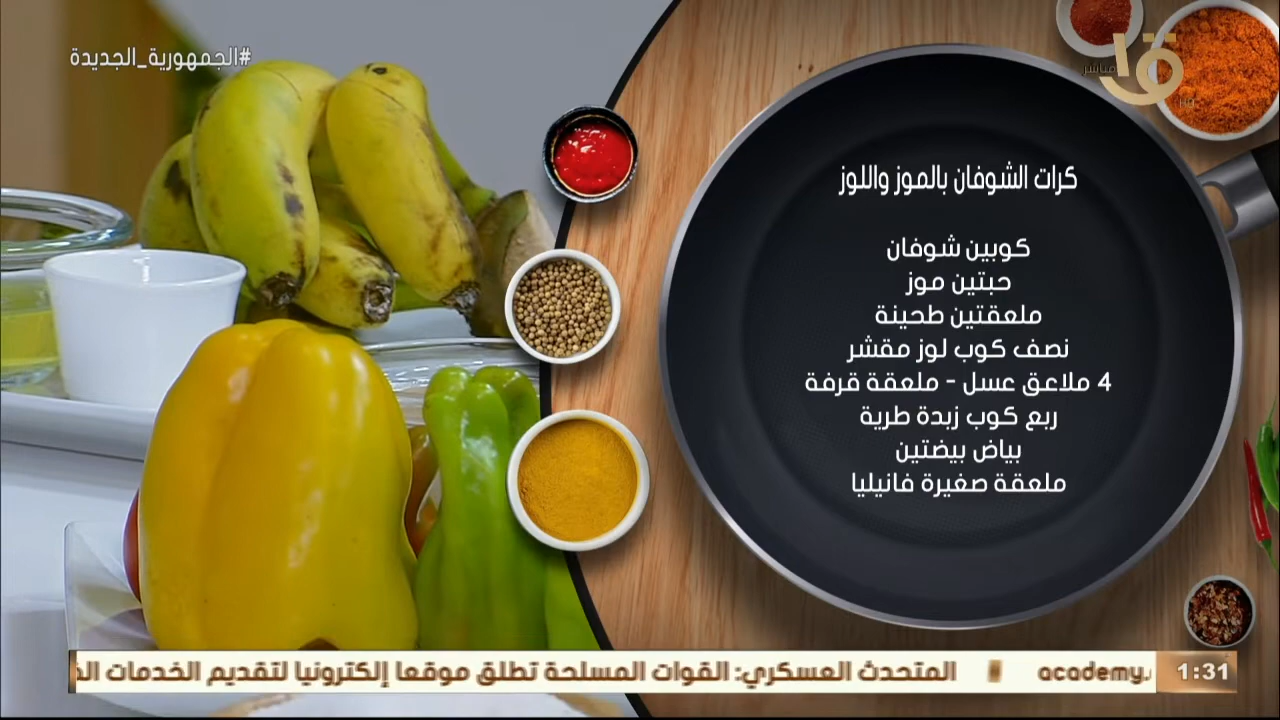 #الجمهورية_الجديدة
مباشر
HD
كرات الشوفان بالموز واللوز
كوبين شوفان
حبتين موز
ملعقتين طحينة
نصف كوب لوز مقشر
4 ملاعق عسل - ملعقة قرفة
ربع كوب زبدة طرية
بياض بيضتين
ملعقة صغيرة فانيليا
1:31
academy.
المتحدث العسكري: القوات المسلحة تطلق موقعا إلكترونيا لتقديم الخدمات